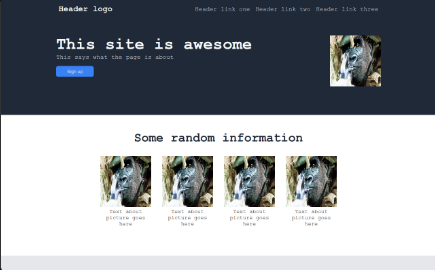 Header logo
Header link one Header link two Header link three
This site is awesome
This says what the page is about
Sign up
Some random information
Text about picture goes here
Text about picture goes here
Text about picture goes here
Text about picture goes here